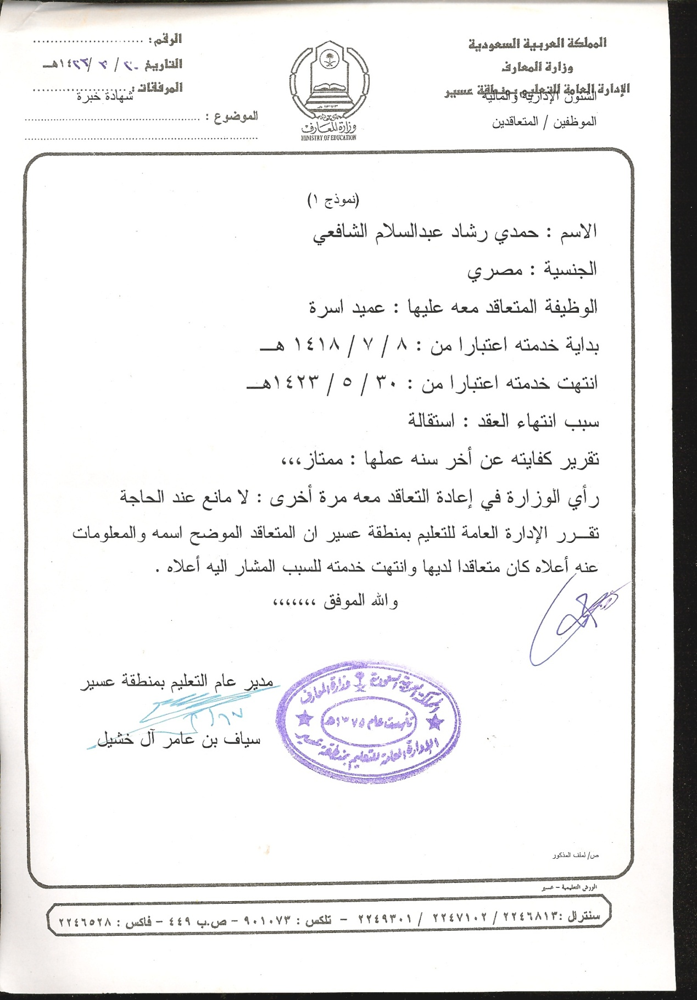 المملكة العربية السعودية
وزارة المعارف
الإدارة العامة للتعليم بمنطقة عسير
الشئون الإدارية والمالية
الموظفين / المتعاقدين
وزارة المعارف
MINISTRY OF EDUCATION
الرقم : ........................
التاريخ / ٣ / ١٤هـ
المرفقات : ....................
شهادة خبرة
الموضوع : ........................................
(نموذج ١)
الاسم : حمدي رشاد عبدالسلام الشافعي
الجنسية : مصري
الوظيفة المتعاقد معه عليها : عميد اسرة
بداية خدمته اعتبارا من : ٨ / ٧ / ١٤١٨ هـــ
انتهت خدمته اعتبارا من : ٣٠ / ٥ / ١٤٢٣هـــ
سبب انتهاء العقد : استقالة
تقرير كفايته عن أخر سنه عملها : ممتاز،،،
رأي الوزارة في إعادة التعاقد معه مرة أخرى : لا مانع عند الحاجة
تقـــرر الإدارة العامة للتعليم بمنطقة عسير ان المتعاقد الموضح اسمه والمعلومات
عنه أعلاه كان متعاقدا لديها وانتهت خدمته للسبب المشار اليه أعلاه .
والله الموفق ،،،،،،،
مدير عام التعليم بمنطقة عسير
سياف بن عامر آل خشيل
المملكة العربية السعودية وزارة المعارف
تأسست عام ١٣٧٥هـ
الإدارة العامة للتعليم بمنطقة عسير
ص/ لملف المذكور
الورش التعليمية - عسير
سنترال : ٢٢٤٦٨١٣ / ٢٢٤٧١٠٢ / ٢٢٤٩٣٠١ - تلكس : ٩٠١٠٧٣ - ص.ب ٤٤٩ - فاكس : ٢٢٤٦٥٢٨